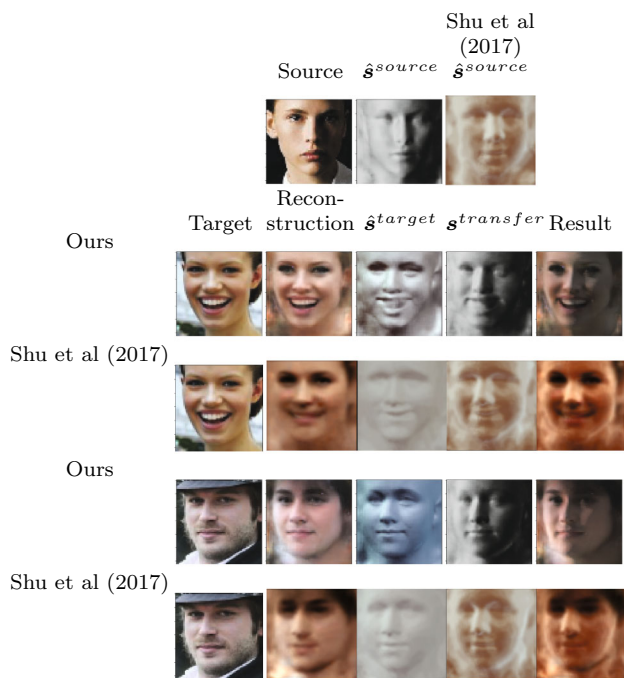 Shu et al
(2017)
Source ŝ^source ŝ^source
Recon-
Target struction ŝ^target s^transfer Result
Ours
Shu et al (2017)
Ours
Shu et al (2017)